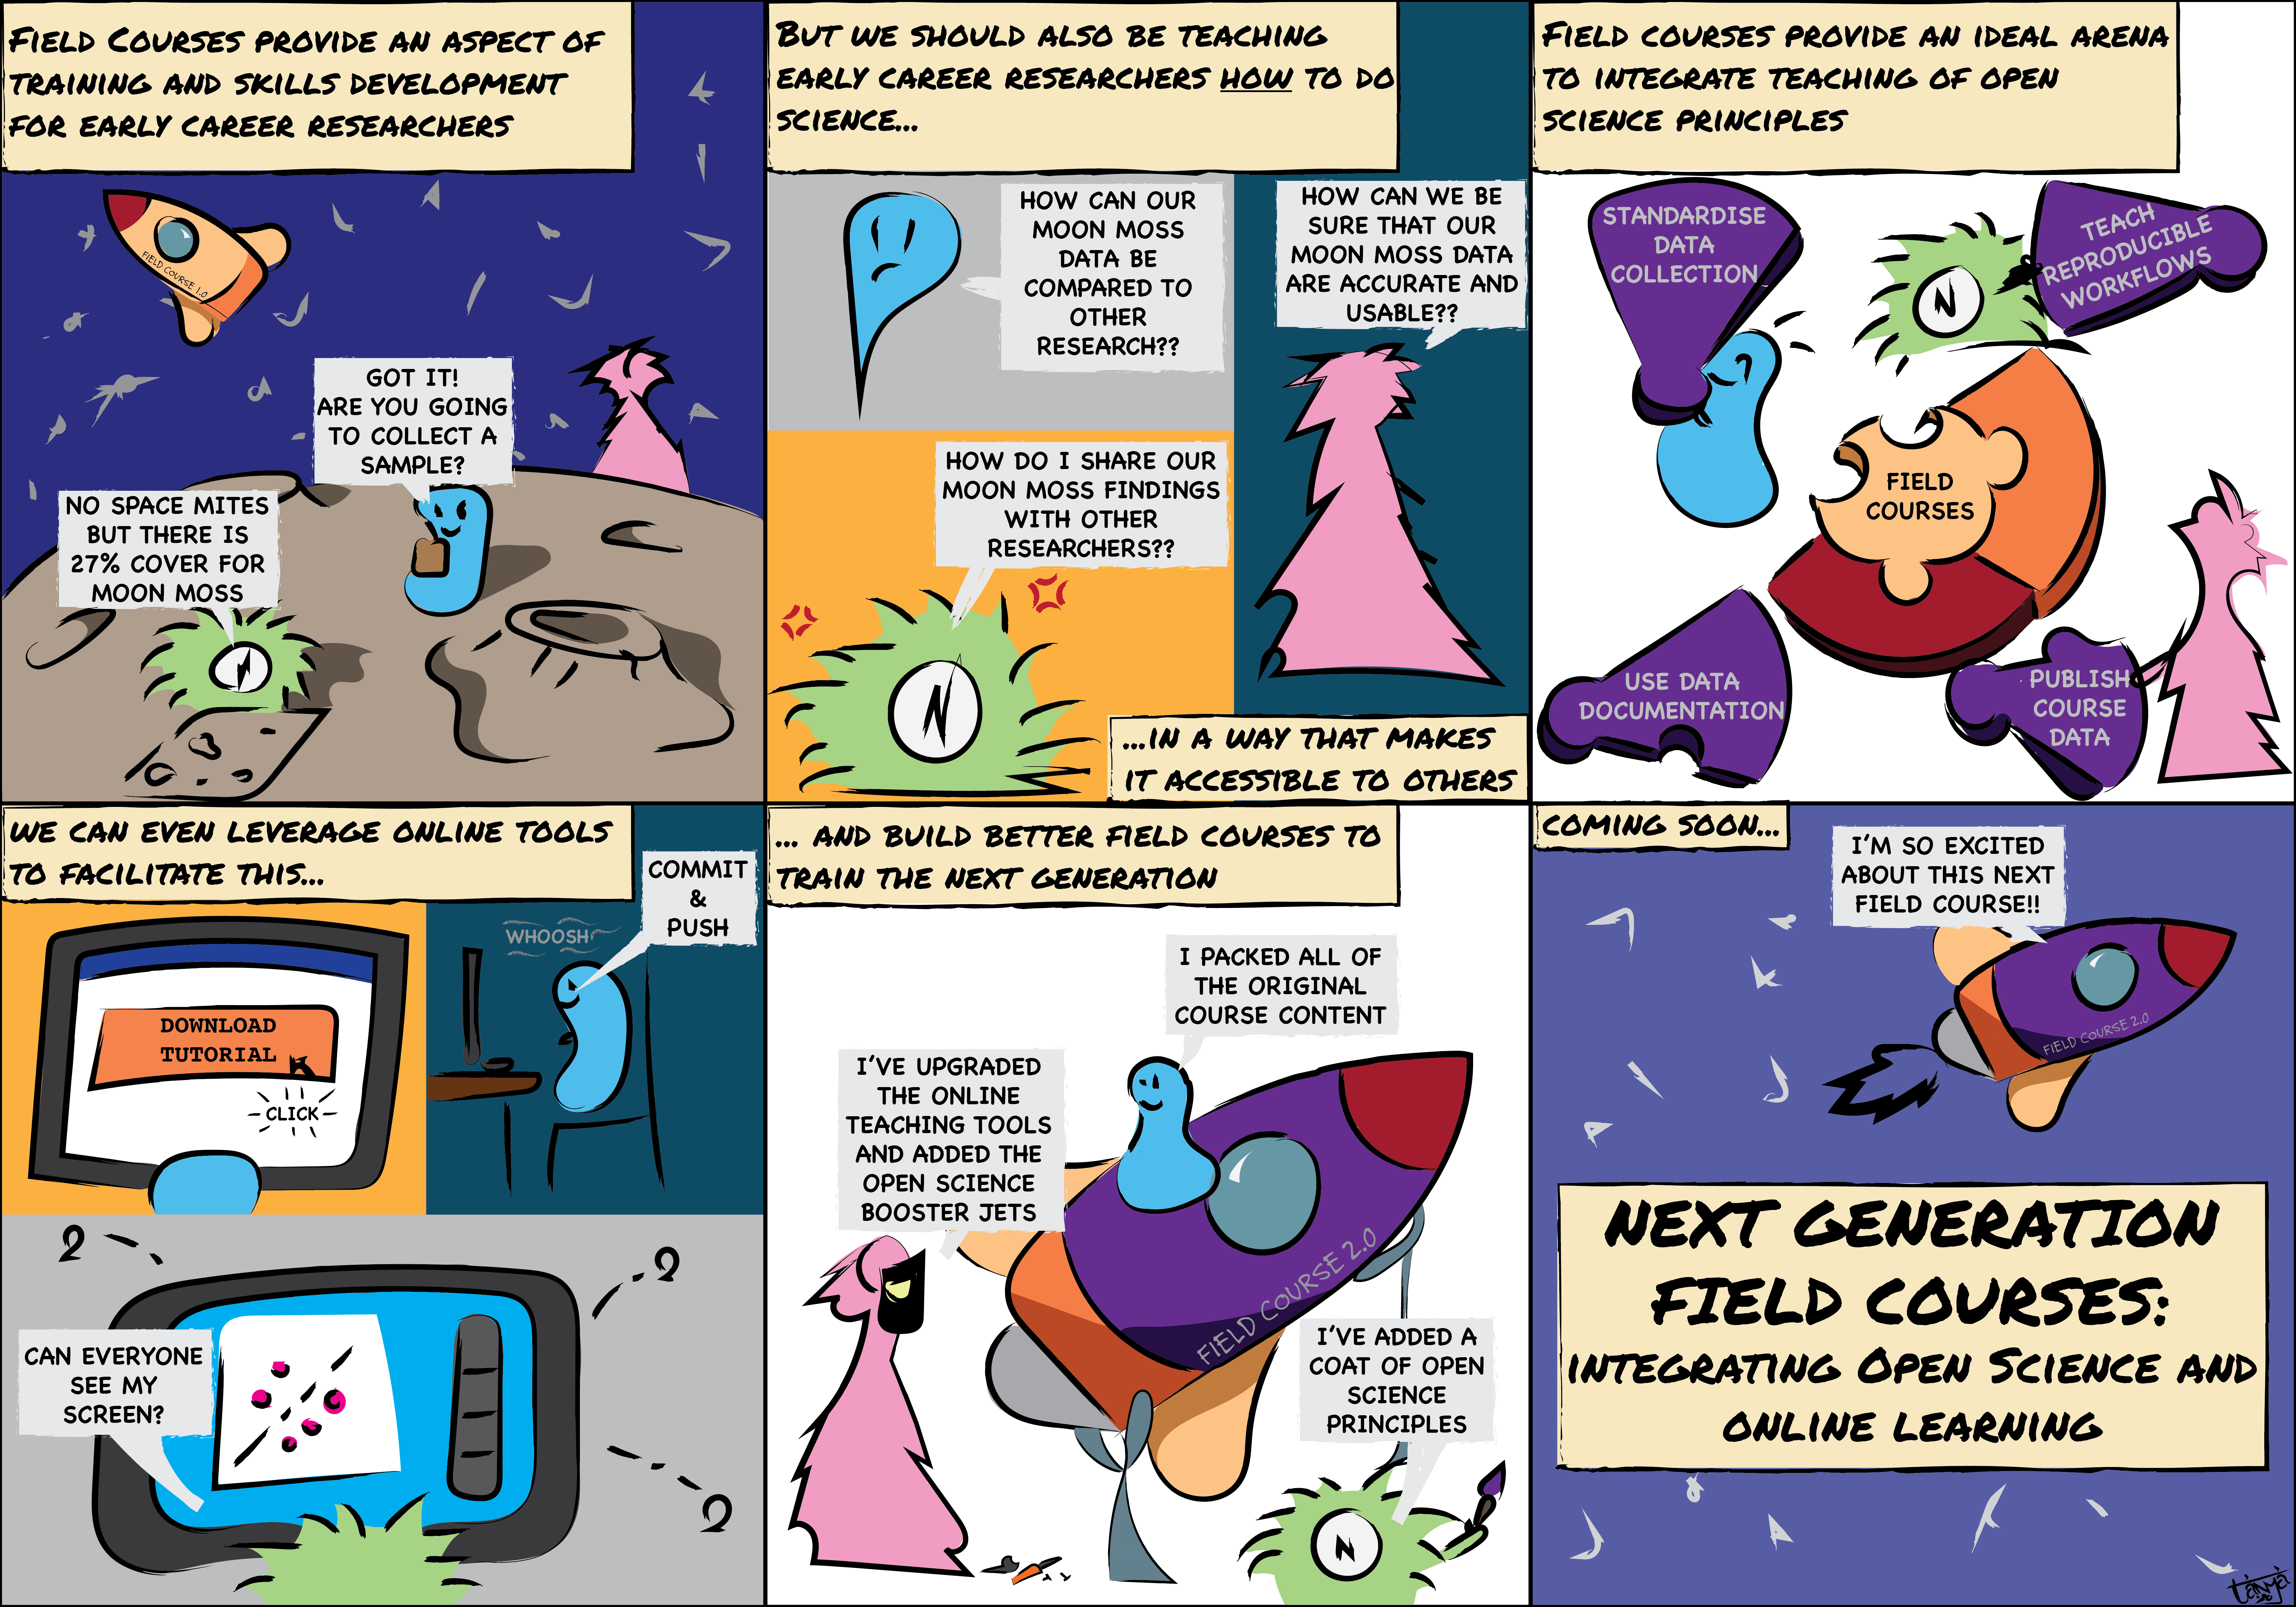 Field Courses provide an aspect of
training and skills development
for early career researchers
FIELD COURSE 1.0
GOT IT!
ARE YOU GOING
TO COLLECT A
SAMPLE?
NO SPACE MITES
BUT THERE IS
27% COVER FOR
MOON MOSS
But we should also be teaching
early career researchers how to do
science...
HOW CAN OUR
MOON MOSS
DATA BE
COMPARED TO
OTHER
RESEARCH??
HOW CAN WE BE
SURE THAT OUR
MOON MOSS DATA
ARE ACCURATE AND
USABLE??
HOW DO I SHARE OUR
MOON MOSS FINDINGS
WITH OTHER
RESEARCHERS??
...in a way that makes
it accessible to others
Field courses provide an ideal arena
to integrate teaching of open
science principles
STANDARDISE
DATA
COLLECTION
TEACH
REPRODUCIBLE
WORKFLOWS
FIELD
COURSES
USE DATA
DOCUMENTATION
PUBLISH
COURSE
DATA
We can even leverage online tools
to facilitate this...
DOWNLOAD
TUTORIAL
CLICK
WHOOSH
COMMIT
&
PUSH
CAN EVERYONE
SEE MY
SCREEN?
... and build better field courses to
train the next generation
I PACKED ALL OF
THE ORIGINAL
COURSE CONTENT
I'VE UPGRADED
THE ONLINE
TEACHING TOOLS
AND ADDED THE
OPEN SCIENCE
BOOSTER JETS
FIELD COURSE 2.0
I'VE ADDED A
COAT OF OPEN
SCIENCE
PRINCIPLES
Coming soon...
I'M SO EXCITED
ABOUT THIS NEXT
FIELD COURSE!!
FIELD COURSE 2.0
Next Generation
Field Courses:
integrating Open Science and
online learning
tanya